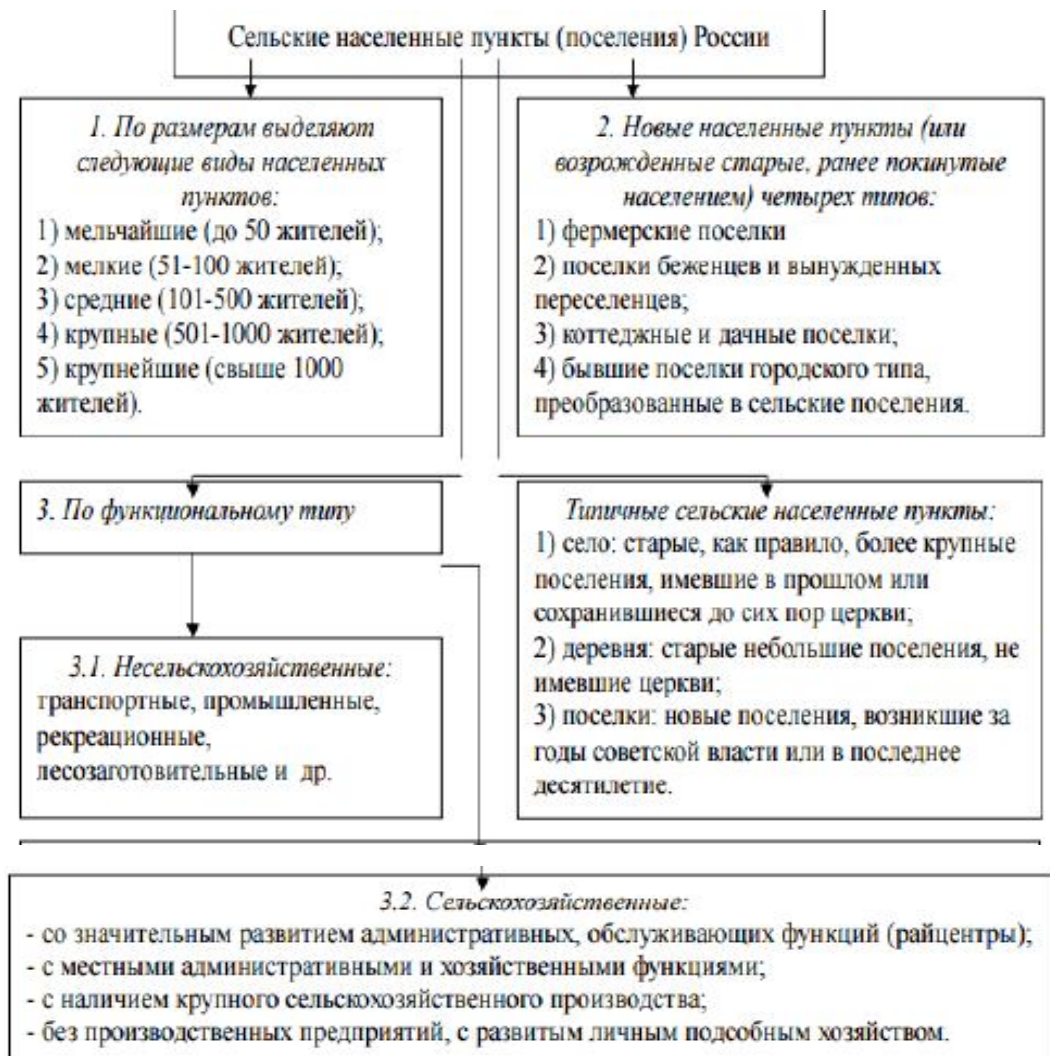 Сельские населенные пункты (поселения) России
1. По размерам выделяют
следующие виды населенных
пунктов:
1) мельчайшие (до 50 жителей);
2) мелкие (51-100 жителей);
3) средние (101-500 жителей);
4) крупные (501-1000 жителей);
5) крупнейшие (свыше 1000
жителей).
2. Новые населенные пункты (или
возрожденные старые, ранее покинутые
населением) четырех типов:
1) фермерские поселки
2) поселки беженцев и вынужденных
переселенцев;
3) коттеджные и дачные поселки;
4) бывшие поселки городского типа,
преобразованные в сельские поселения.
3. По функциональному типу
Типичные сельские населенные пункты:
1) село: старые, как правило, более крупные
поселения, имевшие в прошлом или
сохранившиеся до сих пор церкви;
2) деревня: старые небольшие поселения, не
имевшие церкви;
3) поселки: новые поселения, возникшие за
годы советской власти или в последнее
десятилетие.
3.1. Несельскохозяйственные:
транспортные, промышленные,
рекреационные,
лесозаготовительные и др.
3.2. Сельскохозяйственные:
- со значительным развитием административных, обслуживающих функций (райцентры);
- с местными административными и хозяйственными функциями;
- с наличием крупного сельскохозяйственного производства;
- без производственных предприятий, с развитым личным подсобным хозяйством.